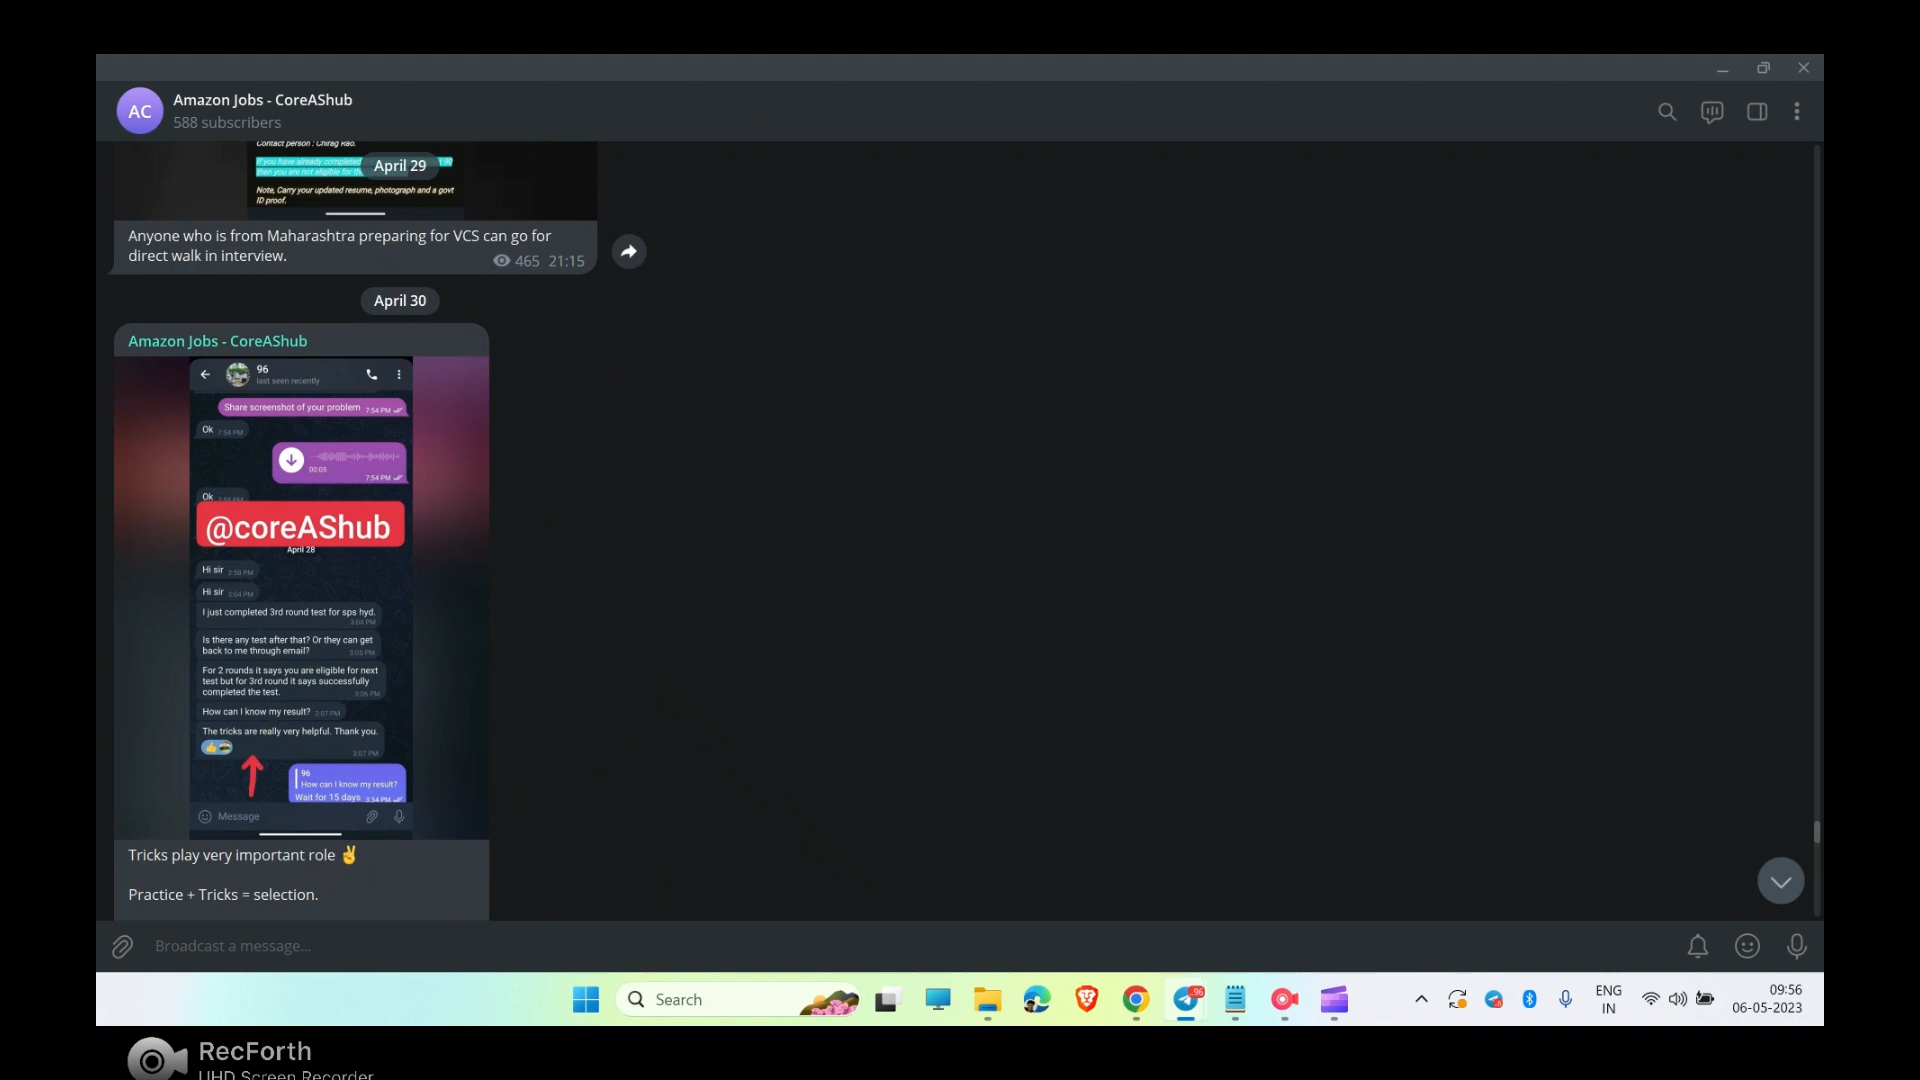 AC
Amazon Jobs - CoreAShub
588 subscribers
Contact person : Chirag Rao.
If you have already completed
April 29
then you are not eligible for th
Note, Carry your updated resume, photograph and a govt
ID proof.
Anyone who is from Maharashtra preparing for VCS can go for
direct walk in interview.
465 21:15
April 30
Amazon Jobs - CoreAShub
96
last seen recently
Share screenshot of your problem 7:54 PM
Ok 7:54 PM
00:05
7:54 PM
Ok
@coreAShub
April 28
Hi sir 2:58 PM
Hi sir 3:04 PM
I just completed 3rd round test for sps hyd.
3:04 PM
Is there any test after that? Or they can get
back to me through email? 3:05 PM
For 2 rounds it says you are eligible for next
test but for 3rd round it says successfully
completed the test. 3:06 PM
How can I know my result? 3:07 PM
The tricks are really very helpful. Thank you.
3:07 PM
96
How can I know my result?
Wait for 15 days 3:34 PM
Message
Tricks play very important role ✌
Practice + Tricks = selection.
Broadcast a message...
Search
96
ENG
IN
09:56
06-05-2023
RecForth
UHD Screen Recorder